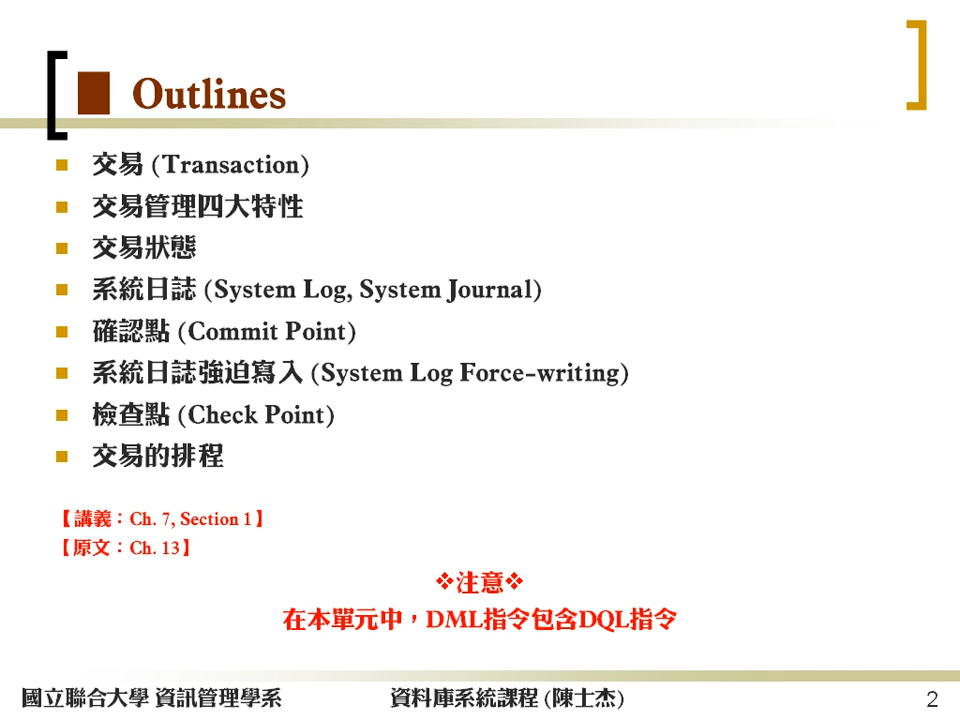 Outlines
交易 (Transaction)
交易管理四大特性
交易狀態
系統日誌 (System Log, System Journal)
確認點 (Commit Point)
系統日誌強迫寫入 (System Log Force-writing)
檢查點 (Check Point)
交易的排程
【講義：Ch. 7, Section 1】
【原文：Ch. 13】
❖注意❖
在本單元中，DML指令包含DQL指令
國立聯合大學 資訊管理學系 資料庫系統課程 (陳士杰) 2